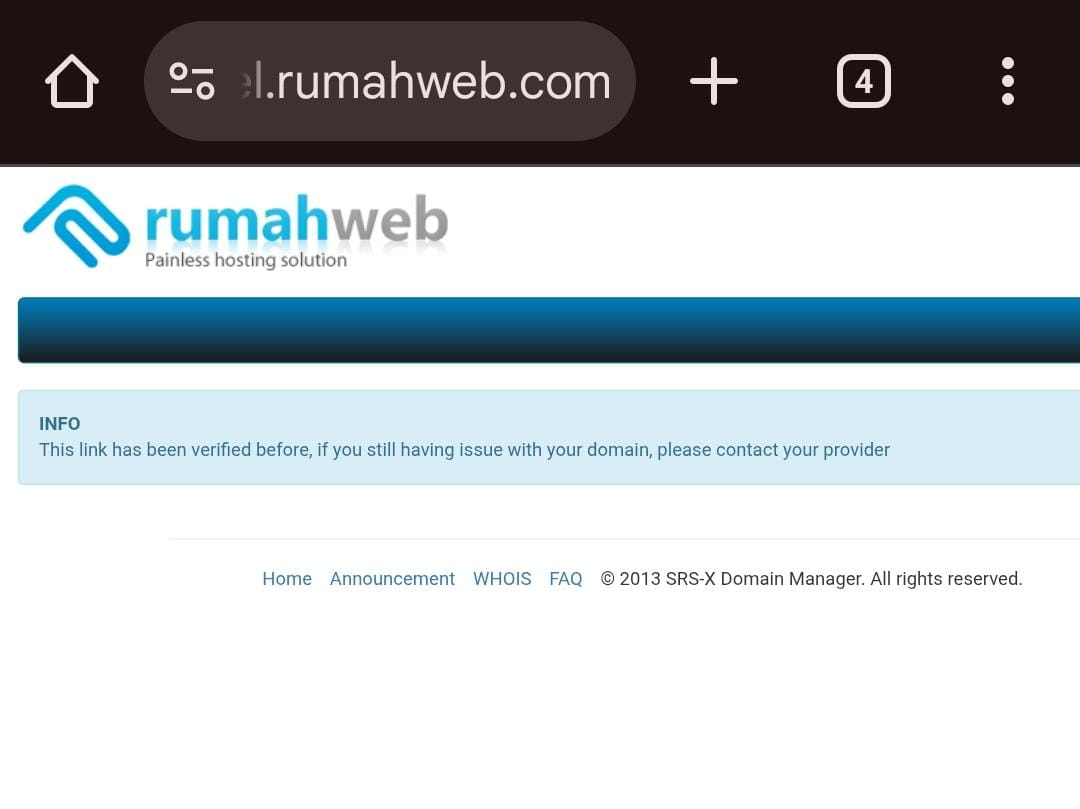 el.rumahweb.com
4
rumahweb
Painless hosting solution
INFO
This link has been verified before, if you still having issue with your domain, please contact your provider
Home Announcement WHOIS FAQ © 2013 SRS-X Domain Manager. All rights reserved.